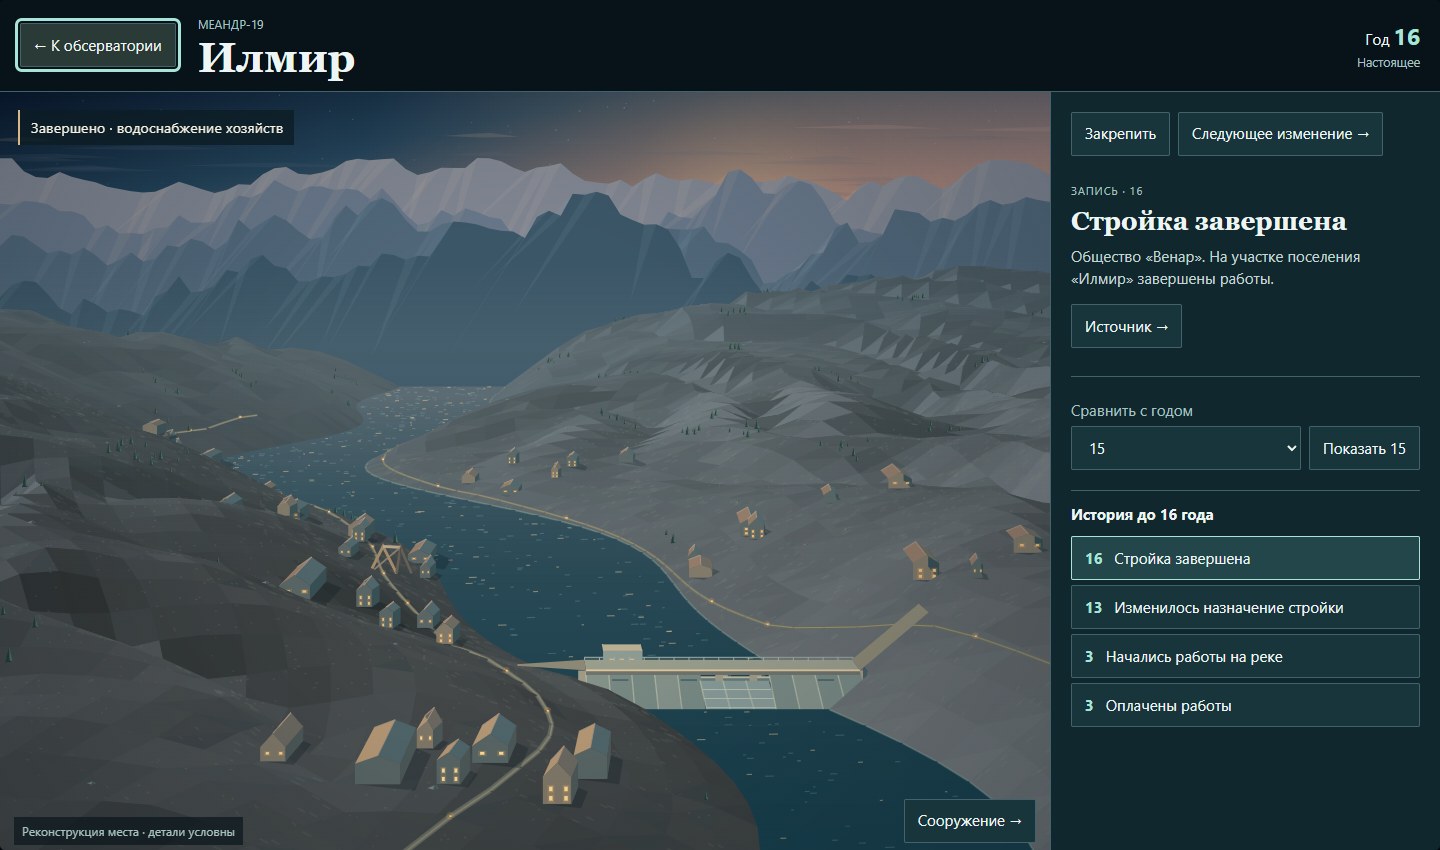 ← К обсерватории
МЕАНДР-19
Илмир
Год 16
Настоящее
Завершено · водоснабжение хозяйств
Закрепить
Следующее изменение →
ЗАПИСЬ · 16
Стройка завершена
Общество «Венар». На участке поселения
«Илмир» завершены работы.
Источник →
Сравнить с годом
15
Показать 15
История до 16 года
16 Стройка завершена
13 Изменилось назначение стройки
3 Начались работы на реке
3 Оплачены работы
Сооружение →
Реконструкция места · детали условны